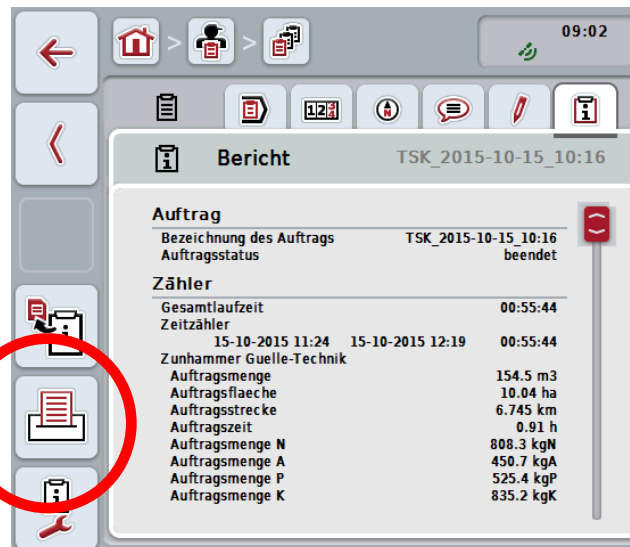 09:02
1234
Bericht TSK_2015-10-15_10:16
Auftrag
Bezeichnung des Auftrags TSK_2015-10-15_10:16
Auftragsstatus beendet
Zähler
Gesamtlaufzeit 00:55:44
Zeitzähler
15-10-2015 11:24 15-10-2015 12:19 00:55:44
Zunhammer Guelle-Technik
Auftragsmenge 154.5 m3
Auftragsflaeche 10.04 ha
Auftragsstrecke 6.745 km
Auftragszeit 0.91 h
Auftragsmenge N 808.3 kgN
Auftragsmenge A 450.7 kgA
Auftragsmenge P 525.4 kgP
Auftragsmenge K 835.2 kgK